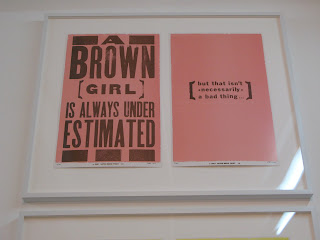 A
BROWN
[GIRL]
IS ALWAYS UNDER
ESTIMATED
but that isn't
necessarily
a bad thing...